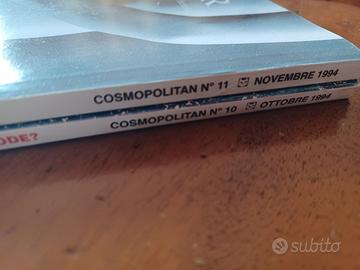 COSMOPOLITAN N° 11 NOVEMBRE 1994
ODE? COSMOPOLITAN N° 10 OTTOBRE 1994
subito